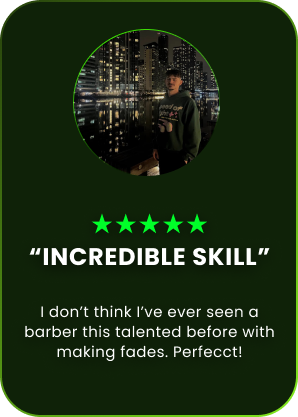 “INCREDIBLE SKILL”
I don’t think I’ve ever seen a
barber this talented before with
making fades. Perfecct!